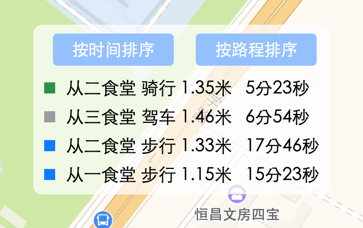 按时间排序 按路程排序
从二食堂 骑行 1.35米 5分23秒
从三食堂 驾车 1.46米 6分54秒
从二食堂 步行 1.33米 17分46秒
从一食堂 步行 1.15米 15分23秒
恒昌文房四宝